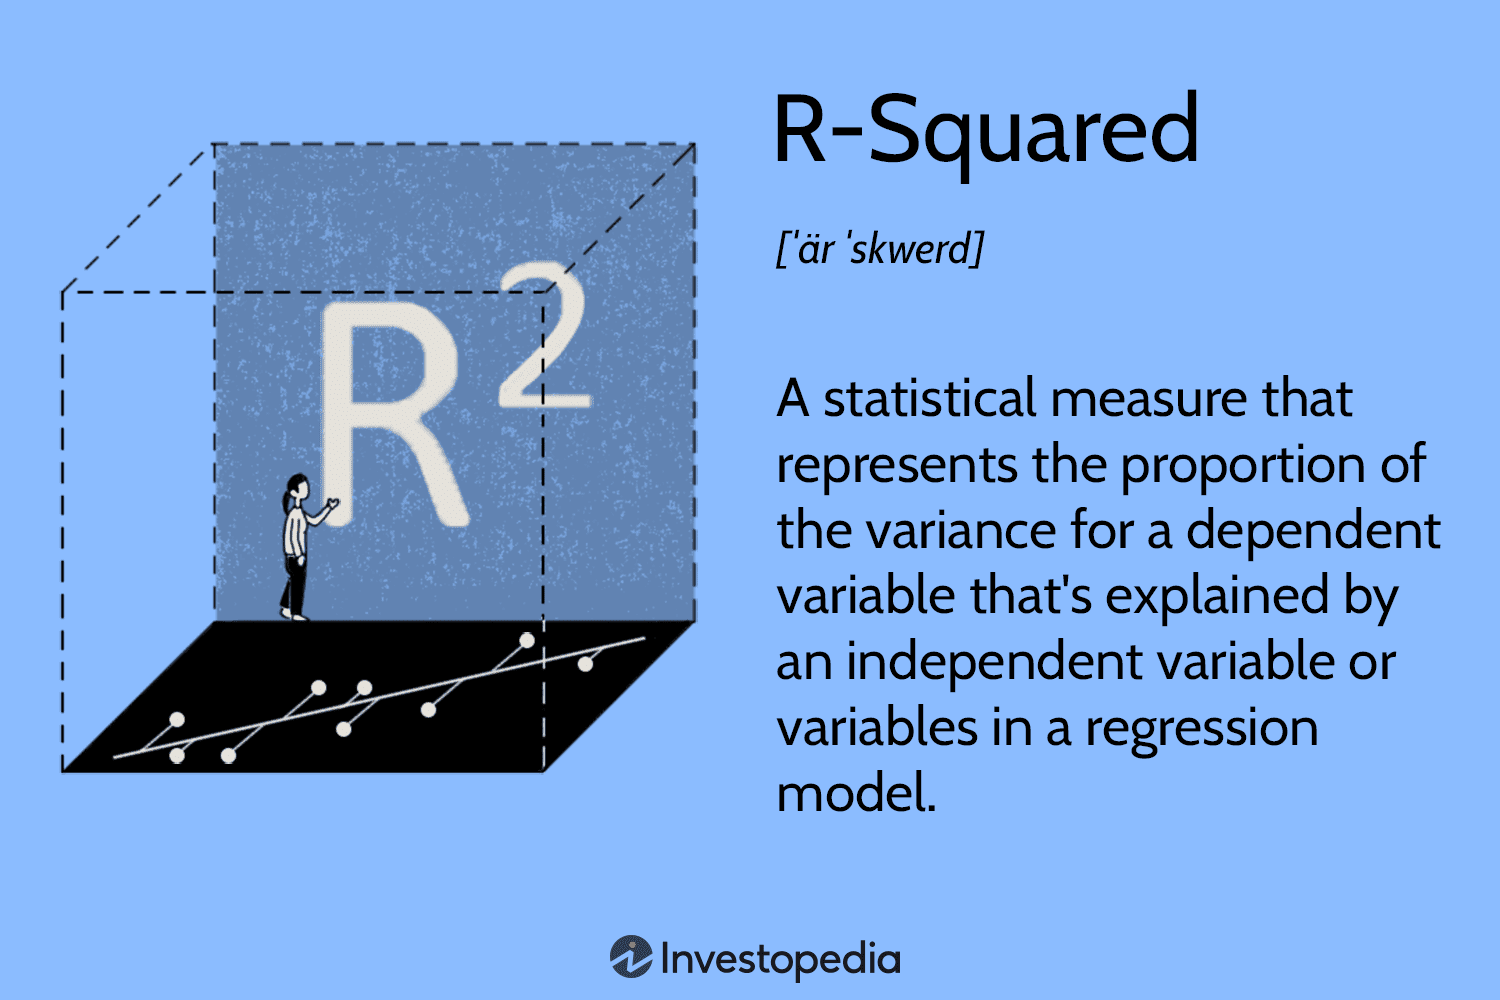 R²
R-Squared
['är 'skwerd]
A statistical measure that
represents the proportion of
the variance for a dependent
variable that's explained by
an independent variable or
variables in a regression
model.
Investopedia